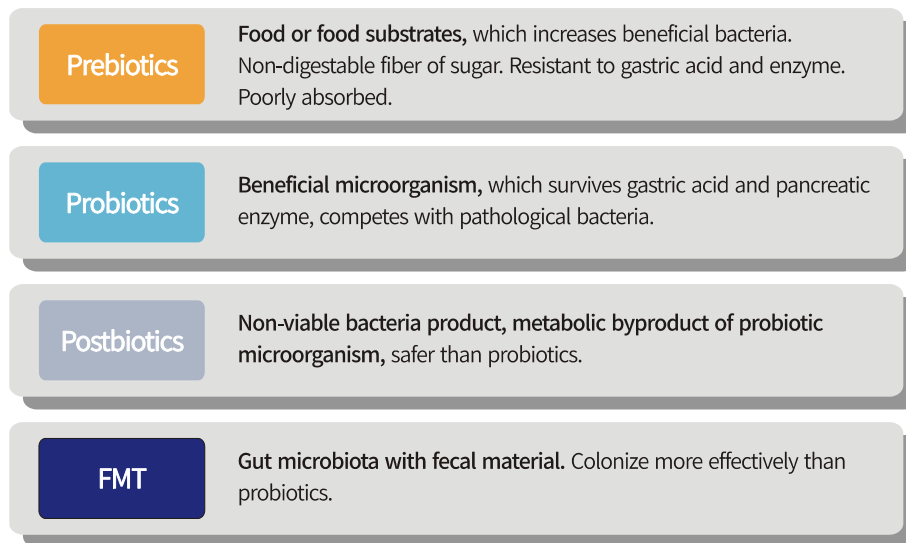 Prebiotics
Food or food substrates, which increases beneficial bacteria.
Non-digestable fiber of sugar. Resistant to gastric acid and enzyme.
Poorly absorbed.
Probiotics
Beneficial microorganism, which survives gastric acid and pancreatic
enzyme, competes with pathological bacteria.
Postbiotics
Non-viable bacteria product, metabolic byproduct of probiotic
microorganism, safer than probiotics.
FMT
Gut microbiota with fecal material. Colonize more effectively than
probiotics.